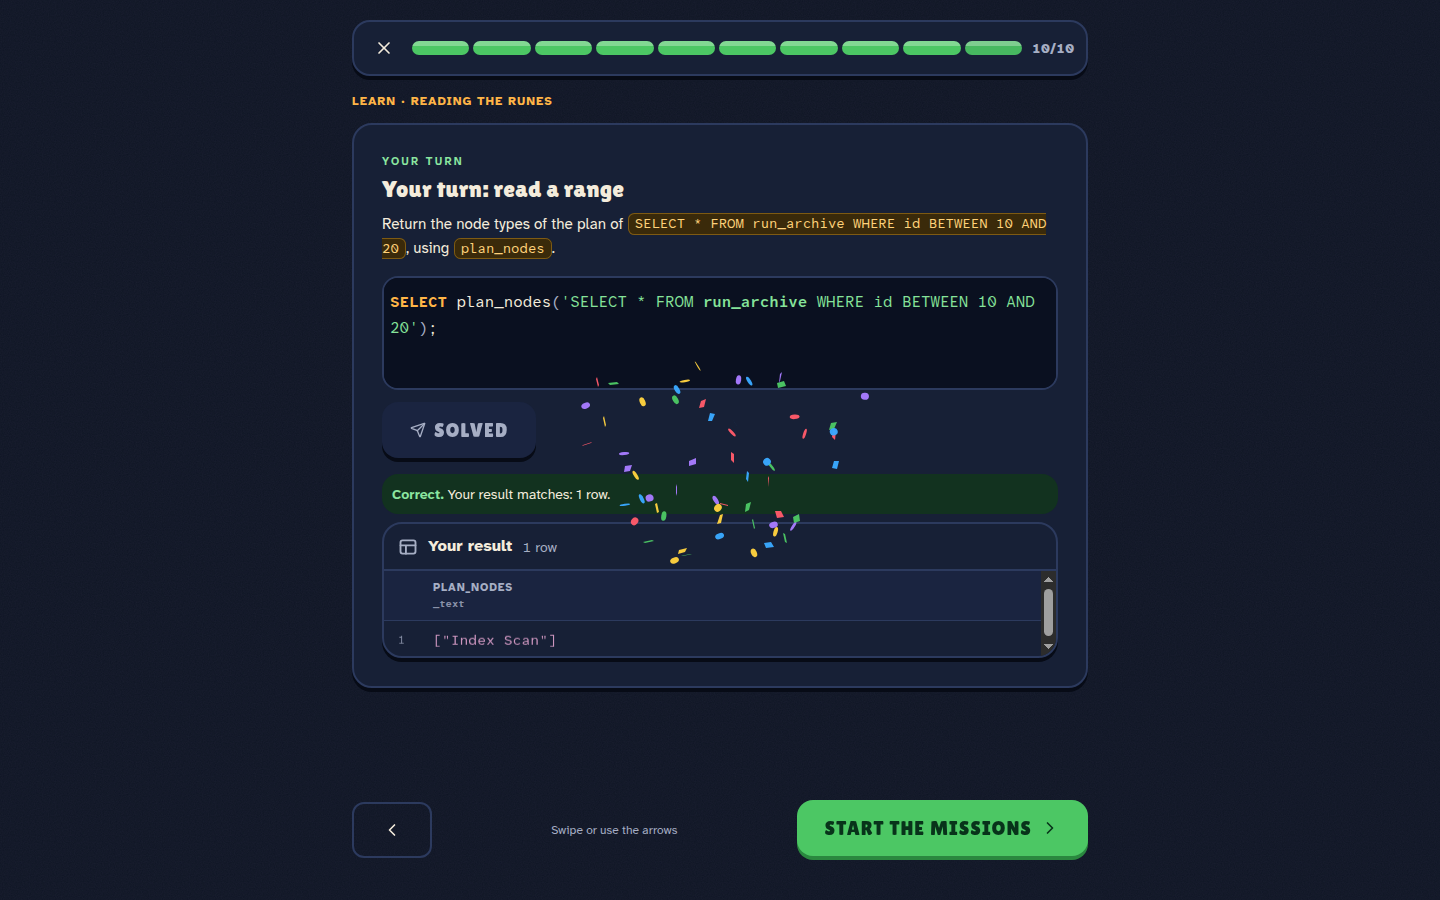 10/10
LEARN · READING THE RUNES
YOUR TURN
Your turn: read a range
Return the node types of the plan of SELECT * FROM run_archive WHERE id BETWEEN 10 AND
20, using plan_nodes.
SELECT plan_nodes('SELECT * FROM run_archive WHERE id BETWEEN 10 AND
20');
SOLVED
Correct. Your result matches: 1 row.
Your result 1 row
PLAN_NODES
_text
1 ["Index Scan"]
Swipe or use the arrows
START THE MISSIONS